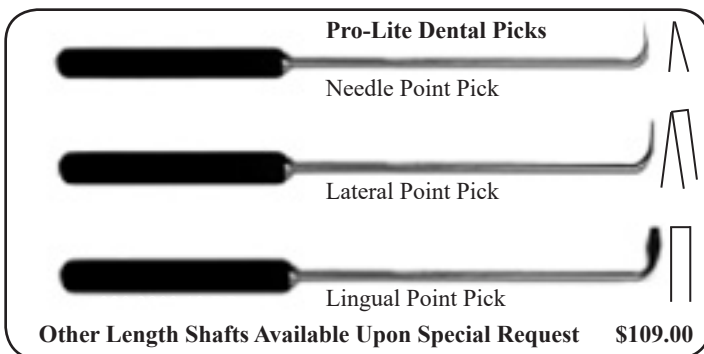 Pro-Lite Dental Picks
Needle Point Pick
Lateral Point Pick
Lingual Point Pick
Other Length Shafts Available Upon Special Request $109.00